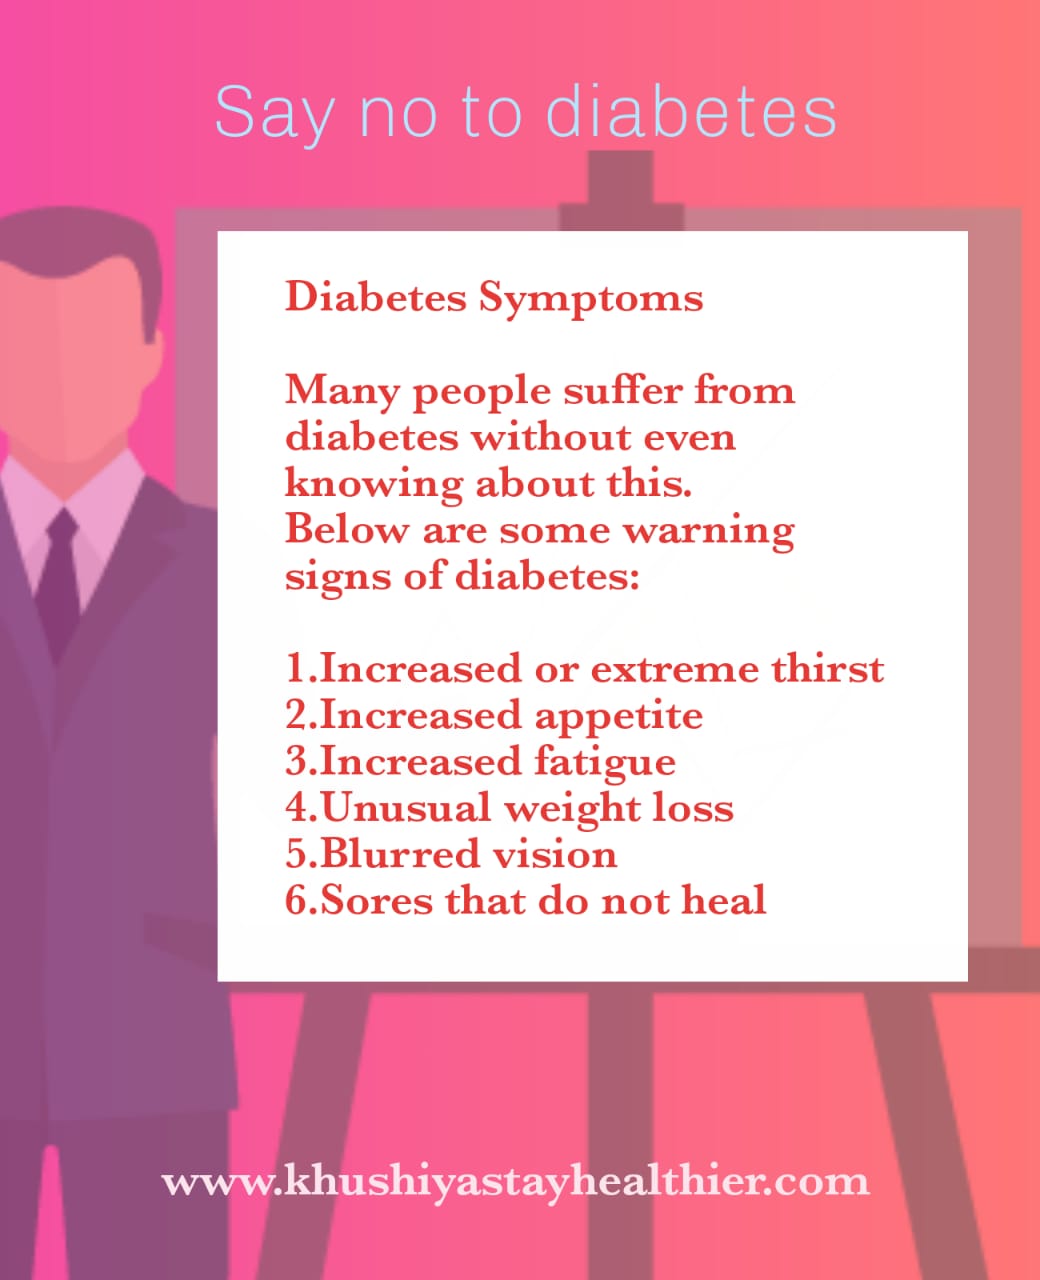 Say no to diabetes
Diabetes Symptoms
Many people suffer from
diabetes without even
knowing about this.
Below are some warning
signs of diabetes:
1.Increased or extreme thirst
2.Increased appetite
3.Increased fatigue
4.Unusual weight loss
5.Blurred vision
6.Sores that do not heal
www.khushiyastayhealthier.com